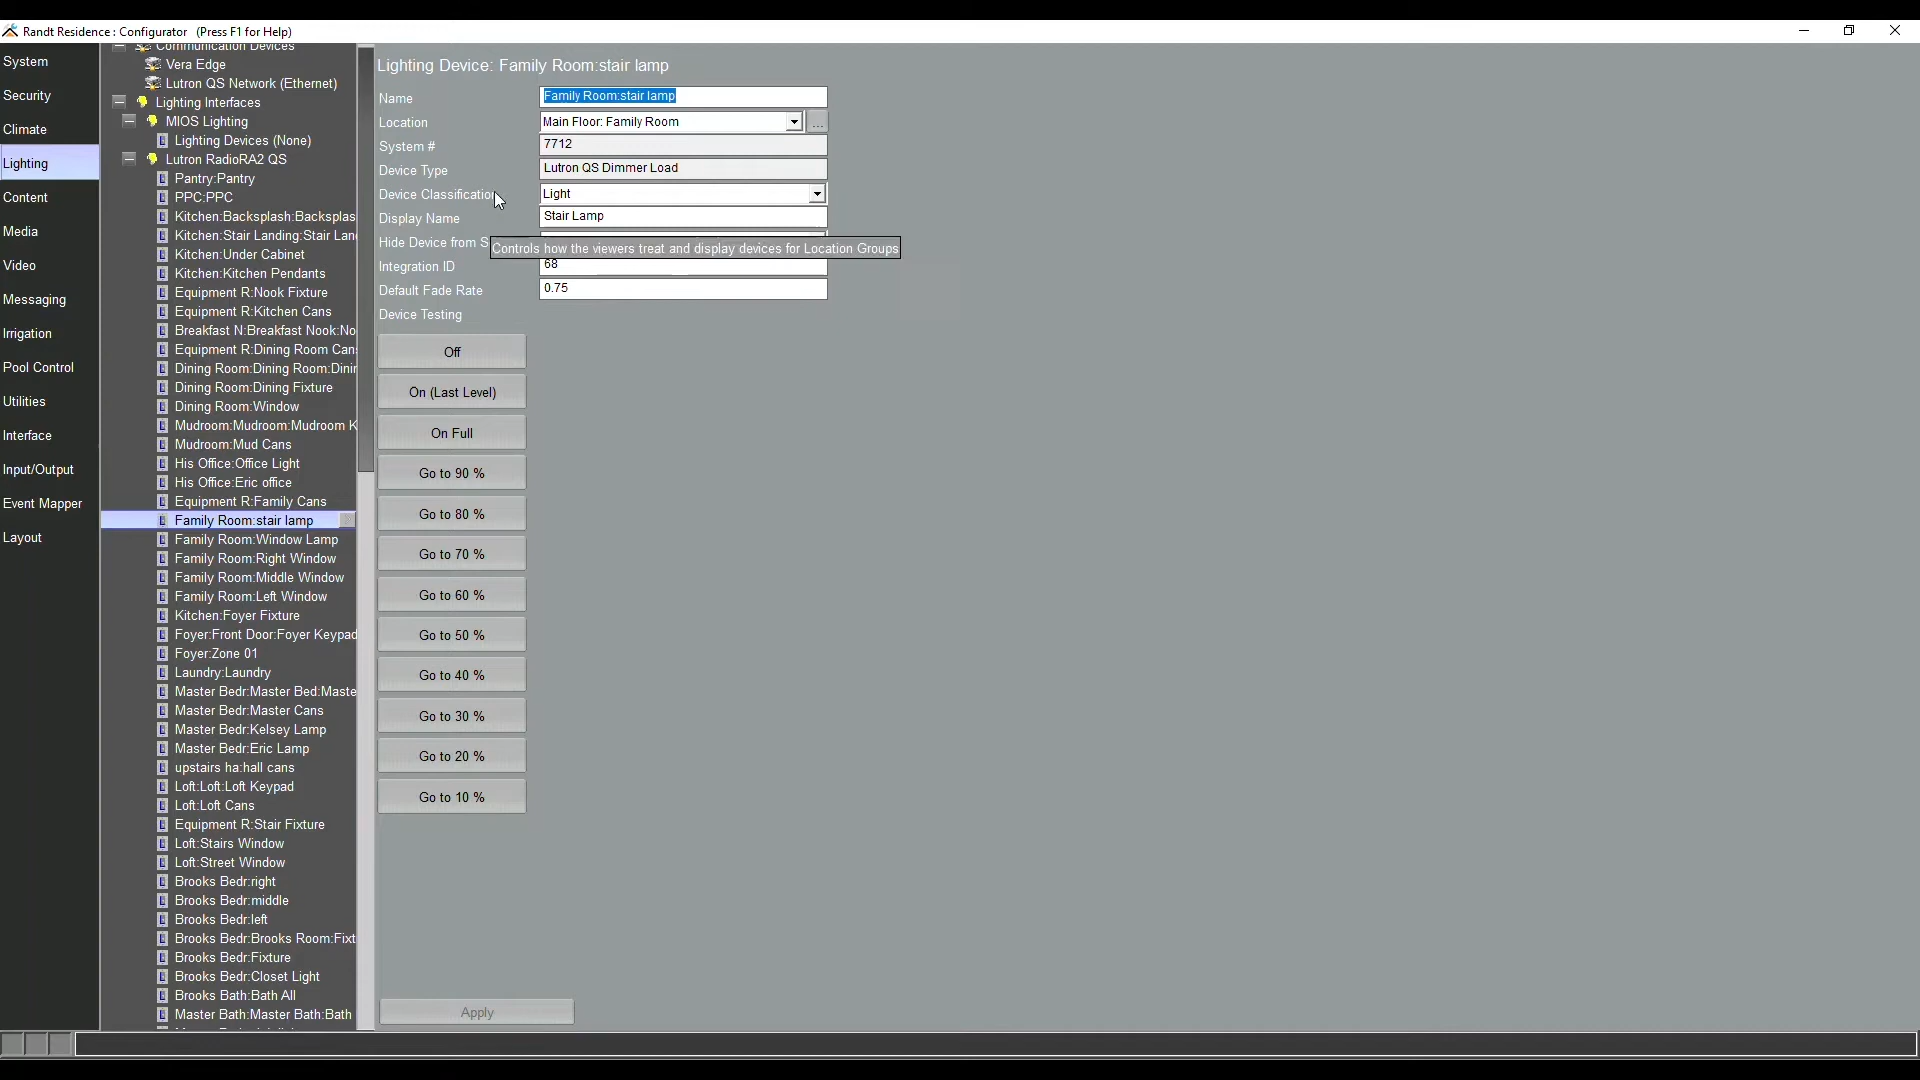 Randt Residence : Configurator (Press F1 for Help)
System
Security
Climate
Lighting
Content
Media
Video
Messaging
Irrigation
Pool Control
Utilities
Interface
Input/Output
Event Mapper
Layout
Communication Devices
Vera Edge
Lutron QS Network (Ethernet)
Lighting Interfaces
MIOS Lighting
Lighting Devices (None)
Lutron RadioRA2 QS
Pantry:Pantry
PPC:PPC
Kitchen:Backsplash:Backsplas
Kitchen:Stair Landing:Stair Lan
Kitchen:Under Cabinet
Kitchen:Kitchen Pendants
Equipment R:Nook Fixture
Equipment R:Kitchen Cans
Breakfast N:Breakfast Nook:No
Equipment R:Dining Room Can
Dining Room:Dining Room:Dini
Dining Room:Dining Fixture
Dining Room:Window
Mudroom:Mudroom:Mudroom K
Mudroom:Mud Cans
His Office:Office Light
His Office:Eric office
Equipment R:Family Cans
Family Room:stair lamp
Family Room:Window Lamp
Family Room:Right Window
Family Room:Middle Window
Family Room:Left Window
Kitchen:Foyer Fixture
Foyer:Front Door:Foyer Keypad
Foyer:Zone 01
Laundry:Laundry
Master Bedr:Master Bed:Maste
Master Bedr:Master Cans
Master Bedr:Kelsey Lamp
Master Bedr:Eric Lamp
upstairs ha:hall cans
Loft:Loft:Loft Keypad
Loft:Loft Cans
Equipment R:Stair Fixture
Loft:Stairs Window
Loft:Street Window
Brooks Bedr:right
Brooks Bedr:middle
Brooks Bedr:left
Brooks Bedr:Brooks Room:Fixt
Brooks Bedr:Fixture
Brooks Bedr:Closet Light
Brooks Bath:Bath All
Master Bath:Master Bath:Bath
Lighting Device: Family Room:stair lamp
Name Family Room:stair lamp
Location Main Floor: Family Room ...
System # 7712
Device Type Lutron QS Dimmer Load
Device Classification Light
Display Name Stair Lamp
Hide Device from S
Controls how the viewers treat and display devices for Location Groups
Integration ID 68
Default Fade Rate 0.75
Device Testing
Off
On (Last Level)
On Full
Go to 90 %
Go to 80 %
Go to 70 %
Go to 60 %
Go to 50 %
Go to 40 %
Go to 30 %
Go to 20 %
Go to 10 %
Apply